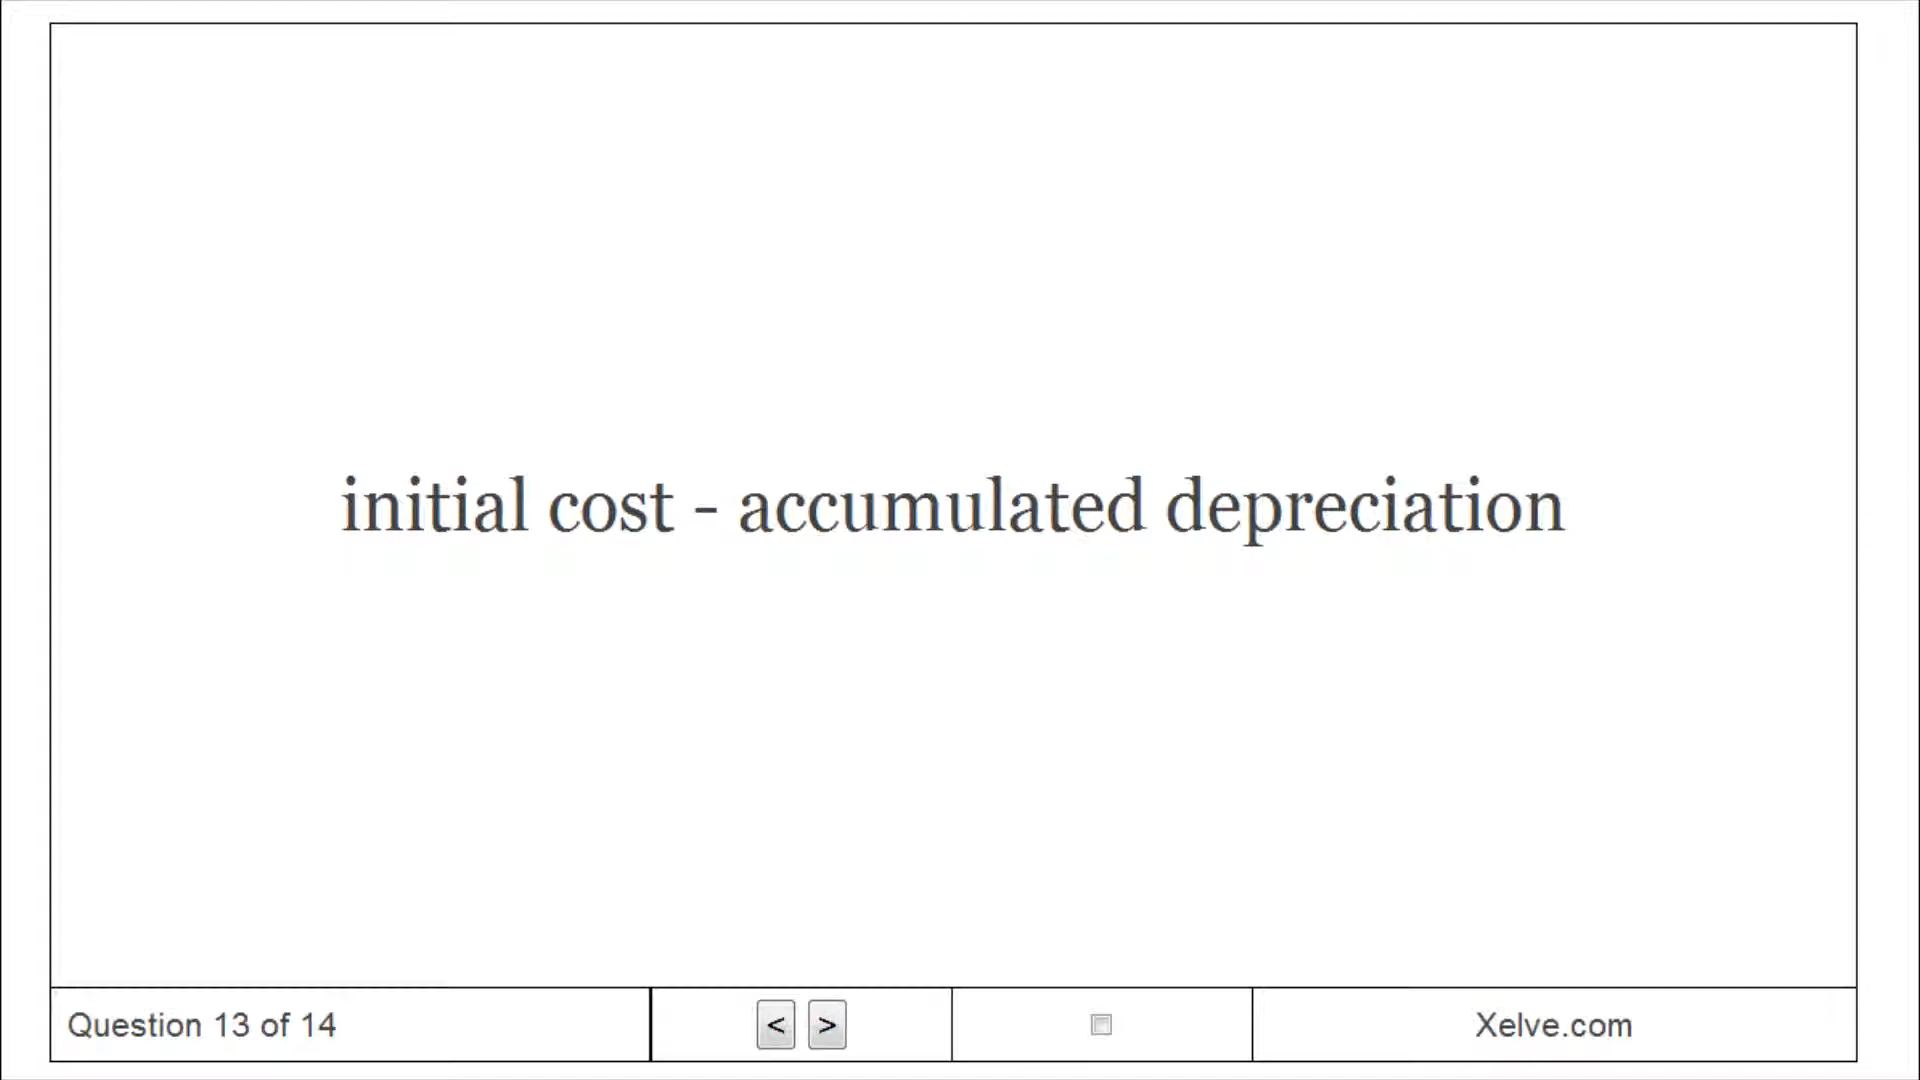 initial cost - accumulated depreciation
Question 13 of 14
<
>
Xelve.com